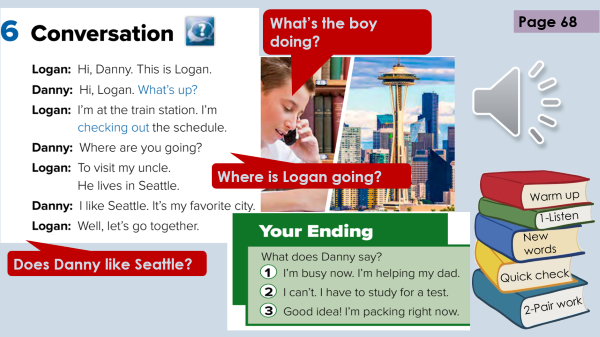 6 Conversation
Logan: Hi, Danny. This is Logan.
Danny: Hi, Logan. What's up?
Logan: I'm at the train station. I'm
checking out the schedule.
Danny: Where are you going?
Logan: To visit my uncle.
He lives in Seattle.
Danny: I like Seattle. It's my favorite city.
Logan: Well, let's go together.
Does Danny like Seattle?
What's the boy
doing?
Where is Logan going?
Your Ending
What does Danny say?
1 I'm busy now. I'm helping my dad.
2 I can't. I have to study for a test.
3 Good idea! I'm packing right now.
Page 68
Warm up
1-Listen
New
words
Quick check
2-Pair work